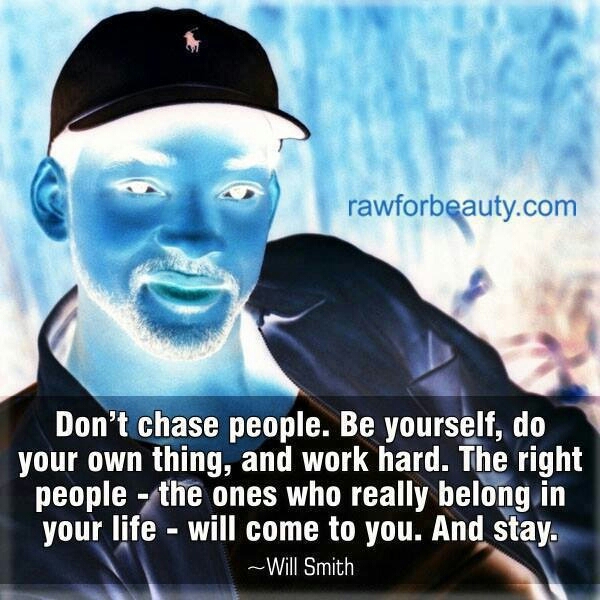 rawforbeauty.com
Don’t chase people. Be yourself, do
your own thing, and work hard. The right
people - the ones who really belong in
your life - will come to you. And stay.
~Will Smith